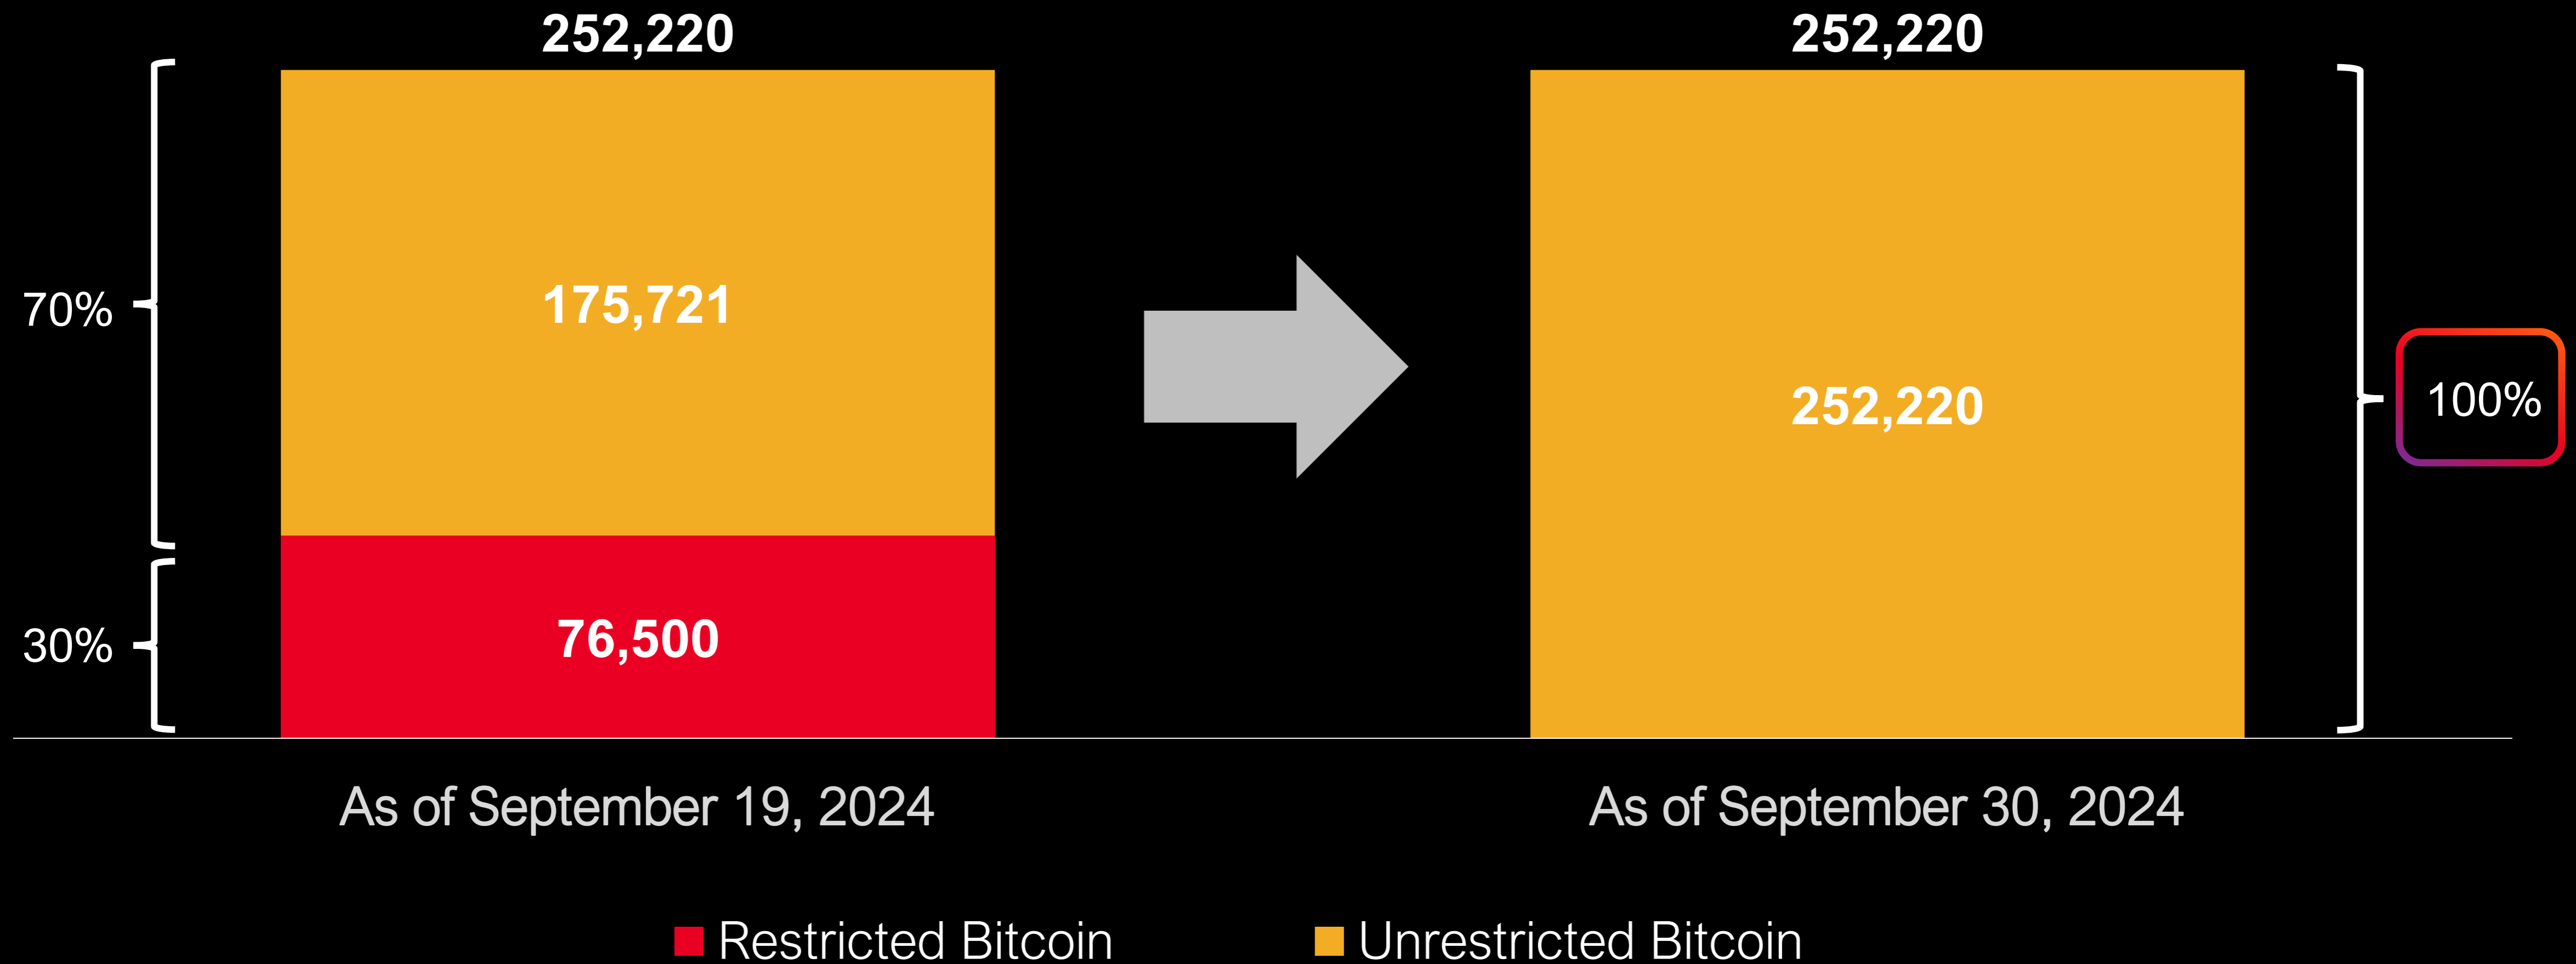 252,220
252,220
70%
175,721
252,220
100%
30%
76,500
As of September 19, 2024
As of September 30, 2024
Restricted Bitcoin
Unrestricted Bitcoin